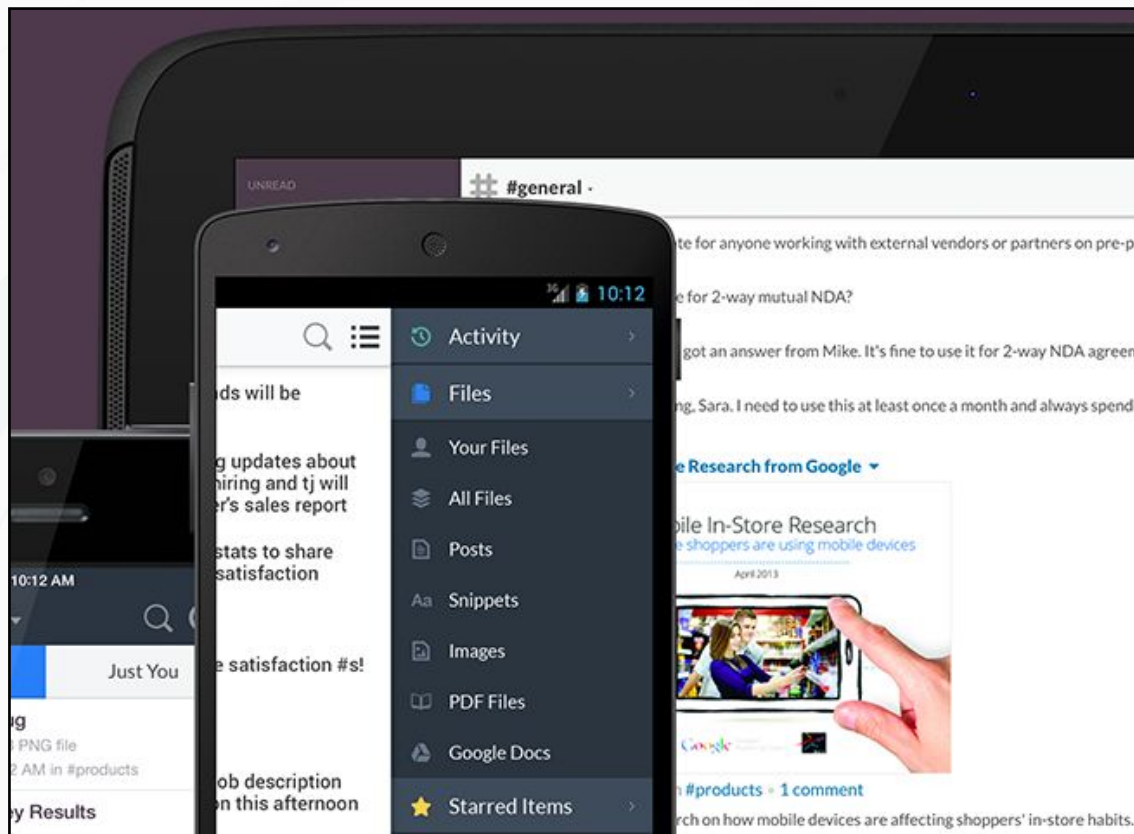 UNREAD
#general
te for anyone working with external vendors or partners on pre-p
e for 2-way mutual NDA?
got an answer from Mike. It's fine to use it for 2-way NDA agreem
ng, Sara. I need to use this at least once a month and always spend
e Research from Google
bile In-Store Research
e shoppers are using mobile devices
April 2013
Google
#products • 1 comment
rch on how mobile devices are affecting shoppers' in-store habits.
3G 10:12
Activity
Files
Your Files
All Files
Posts
Aa Snippets
Images
PDF Files
Google Docs
Starred Items
ds will be
g updates about
hiring and tj will
er's sales report
stats to share
satisfaction
e satisfaction #s!
ob description
on this afternoon
10:12 AM
Just You
ug
PNG file
2 AM in #products
ey Results